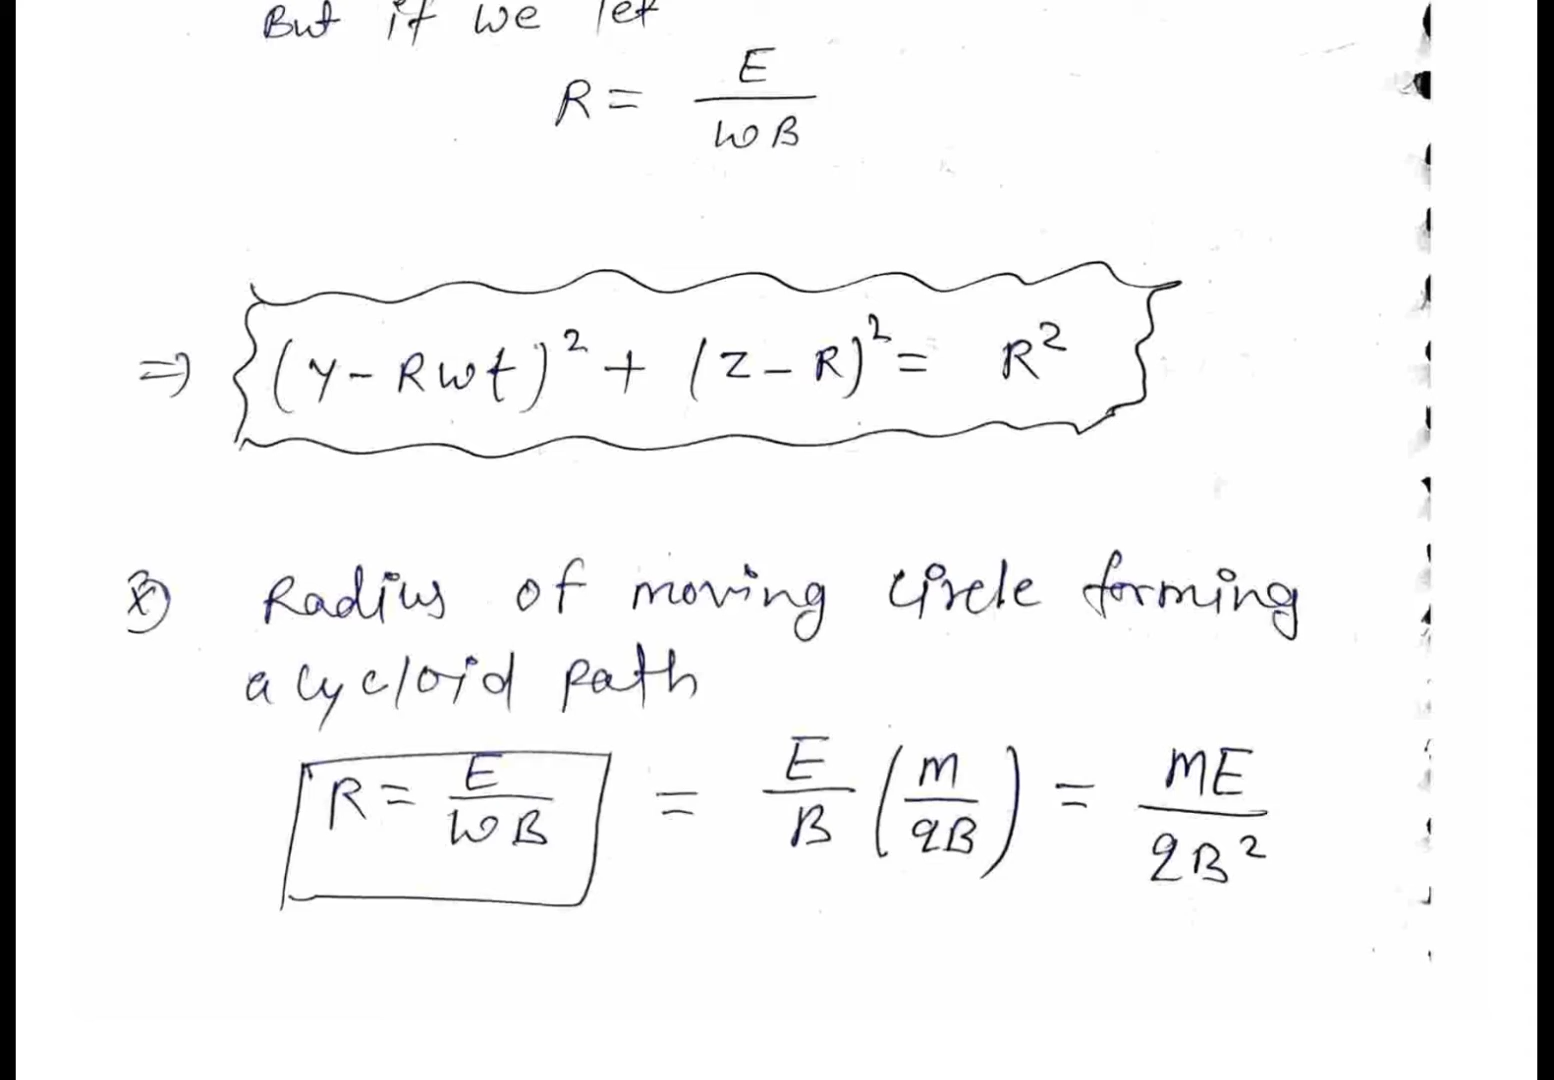 But if we let
R = E / ωB
⇒ (y - Rωt)² + (z - R)² = R²
Radius of moving circle forming
a cycloid path
R = E / ωB = E / B (m / qB) = mE / qB²